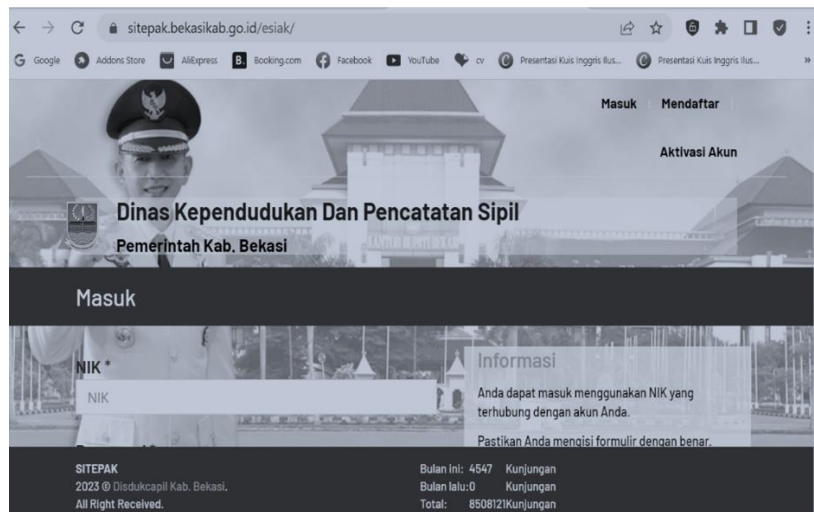 sitepak.bekasikab.go.id/esiak/
Google Addons Store AliExpress B. Booking.com Facebook YouTube cv Presentasi Kuis Inggris Ilus... Presentasi Kuis Inggris Ilus... »
Masuk Mendaftar
Aktivasi Akun
Dinas Kependudukan Dan Pencatatan Sipil
Pemerintah Kab. Bekasi
Masuk
NIK *
NIK
Informasi
Anda dapat masuk menggunakan NIK yang
terhubung dengan akun Anda.
Pastikan Anda mengisi formulir dengan benar.
SITEPAK
2023 © Disdukcapil Kab. Bekasi.
All Right Received.
Bulan ini: 4547 Kunjungan
Bulan lalu:0 Kunjungan
Total: 8508121Kunjungan